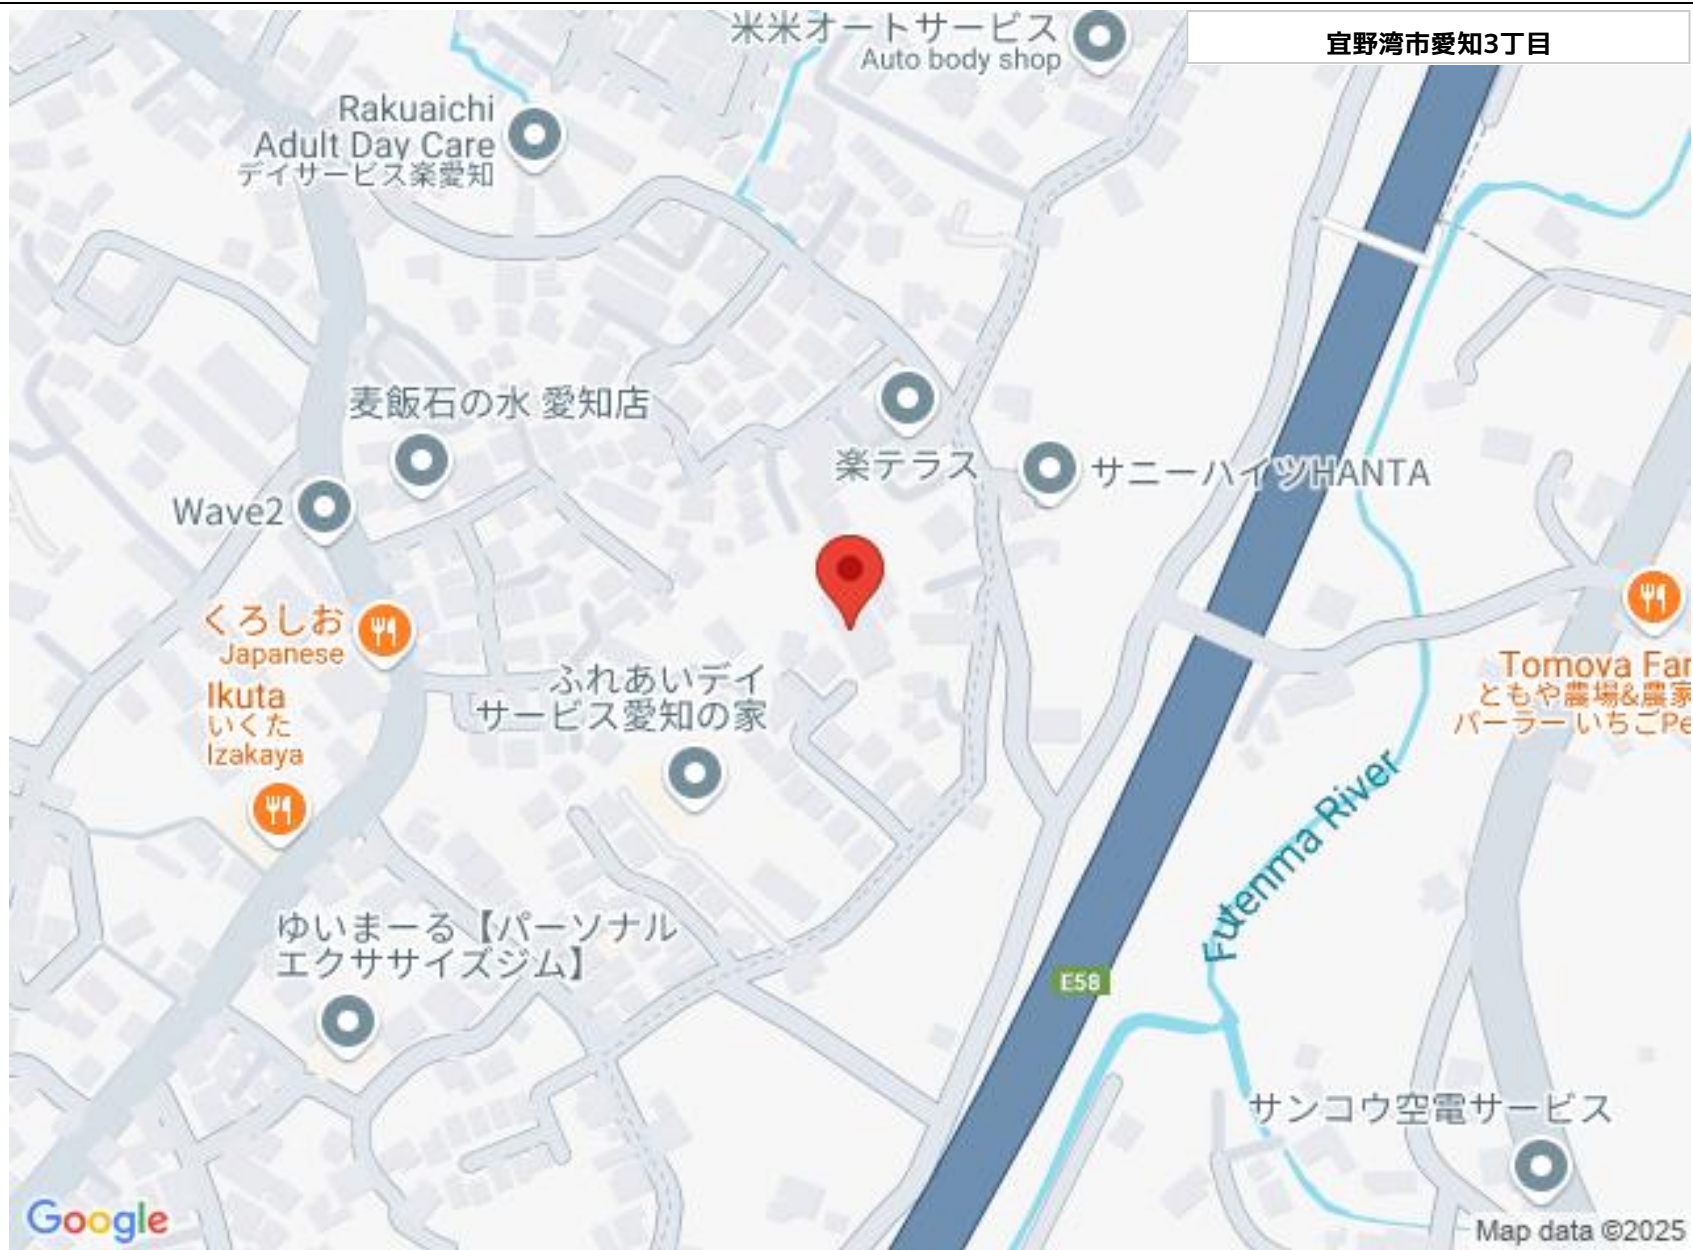 米米オートサービス
Auto body shop
宜野湾市愛知3丁目
Rakuaichi
Adult Day Care
デイサービス楽愛知
麦飯石の水 愛知店
楽テラス
サニーハイツHANTA
Wave2
くろしお
Japanese
Ikuta
いくた
Izakaya
ふれあいデイ
サービス愛知の家
Tomoya Far
ともや農場&農家
パーラー いちごPe
Futenma River
ゆいまーる【パーソナル
エクササイズジム】
E58
サンコウ空電サービス
Google
Map data ©2025